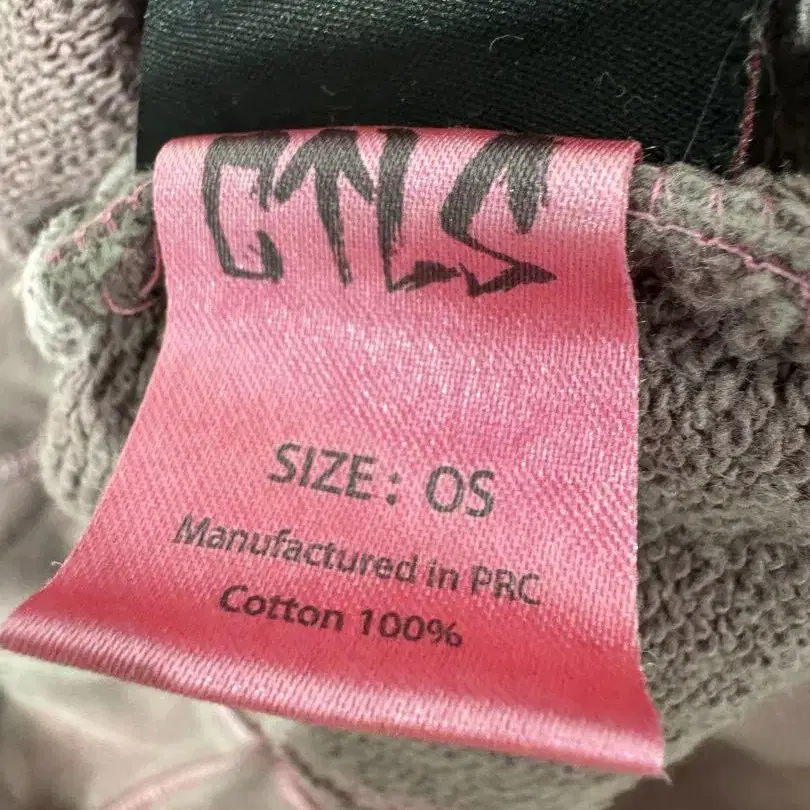 CTLS
SIZE: OS
Manufactured in PRC
Cotton 100%